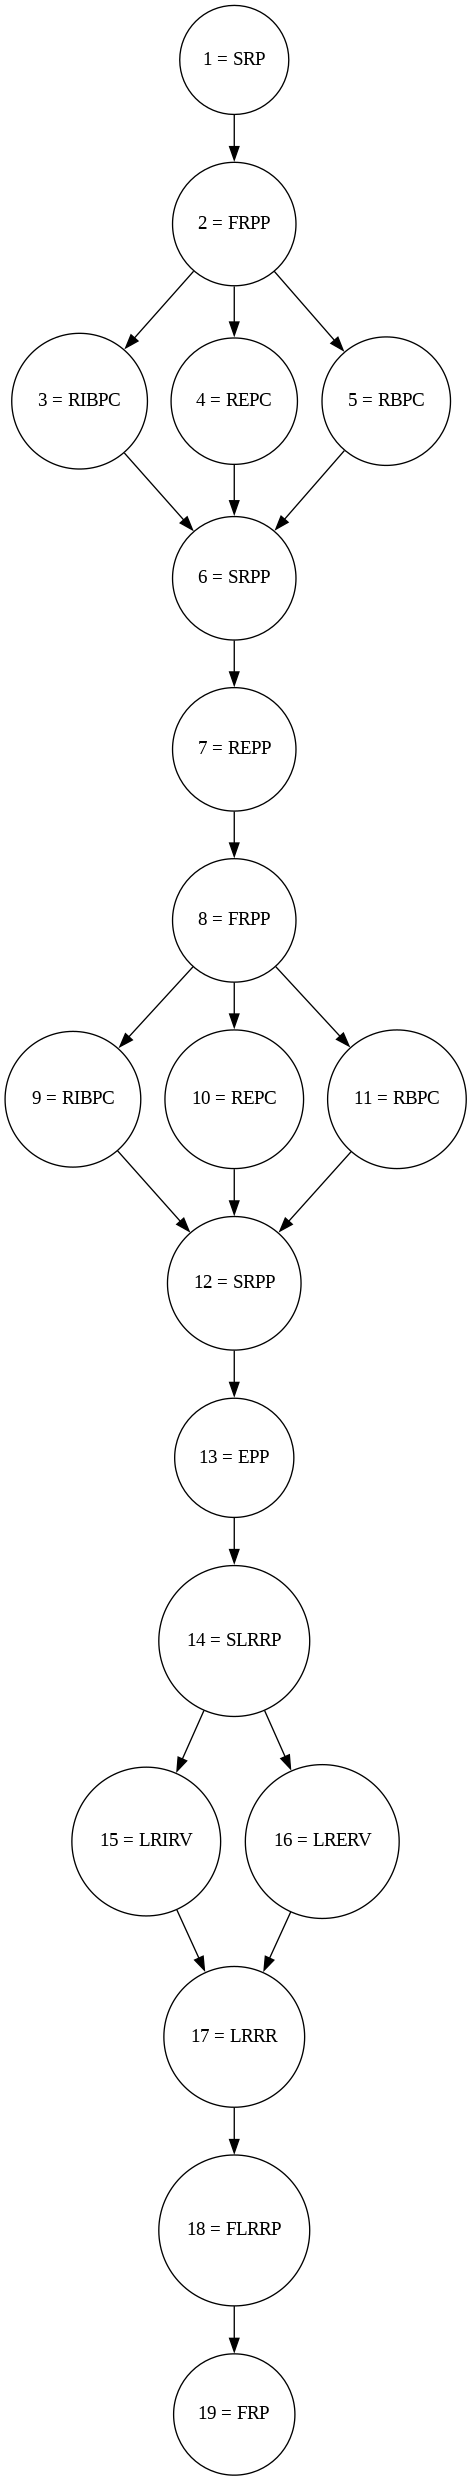 1 = SRP
2 = FRPP
3 = RIBPC
4 = REPC
5 = RBPC
6 = SRPP
7 = REPP
8 = FRPP
9 = RIBPC
10 = REPC
11 = RBPC
12 = SRPP
13 = EPP
14 = SLRRP
15 = LRIRV
16 = LRERV
17 = LRRR
18 = FLRRP
19 = FRP